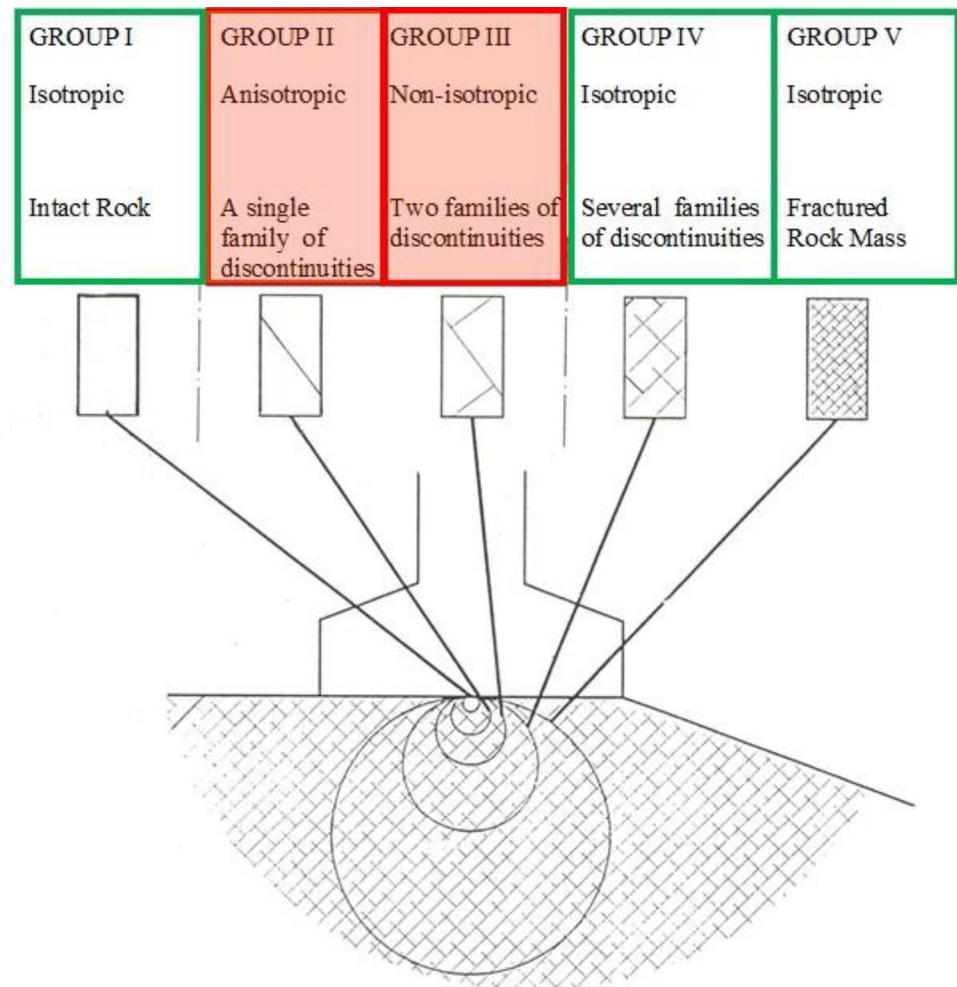 GROUP I
Isotropic
Intact Rock
GROUP II
Anisotropic
A single
family of
discontinuities
GROUP III
Non-isotropic
Two families of
discontinuities
GROUP IV
Isotropic
Several families
of discontinuities
GROUP V
Isotropic
Fractured
Rock Mass